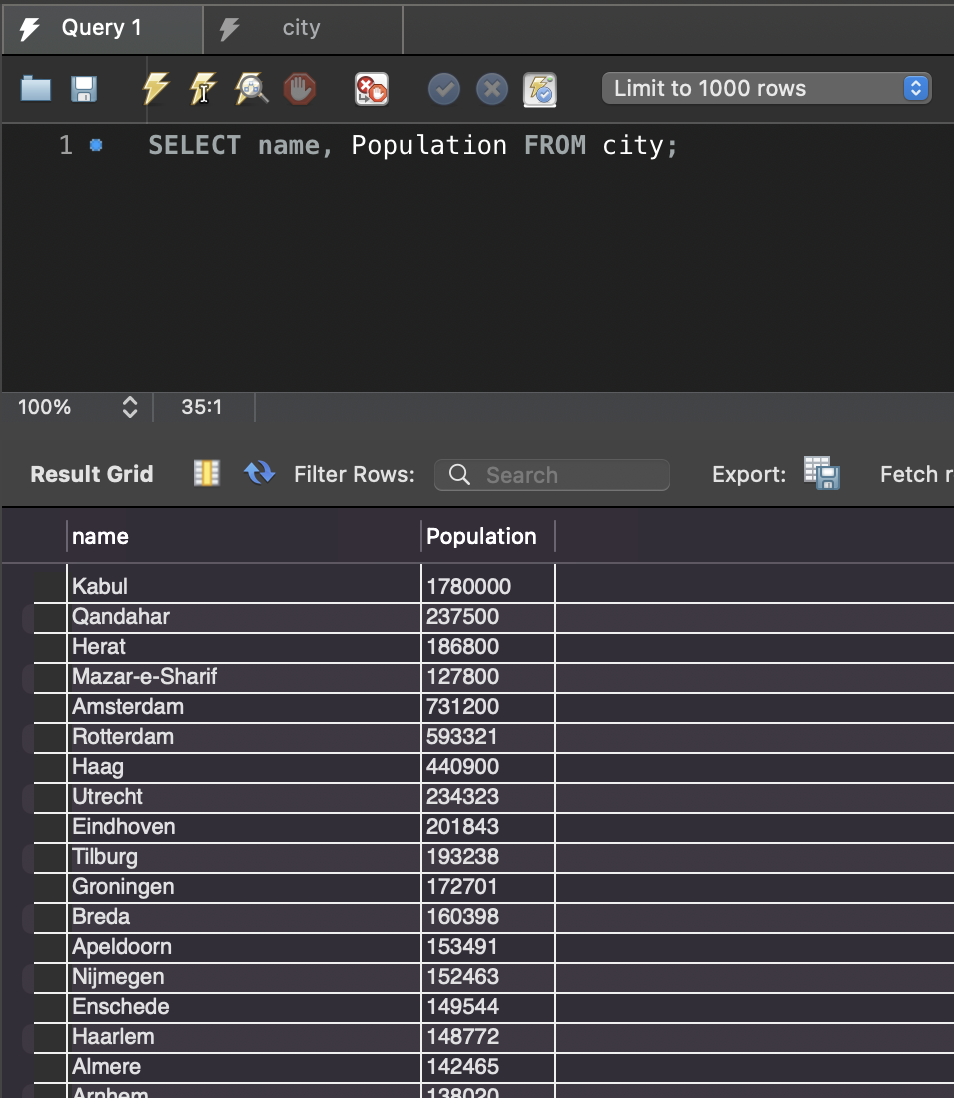 Query 1 city
Limit to 1000 rows
1 SELECT name, Population FROM city;
100% 35:1
Result Grid Filter Rows: Search Export: Fetch r
name Population
Kabul 1780000
Qandahar 237500
Herat 186800
Mazar-e-Sharif 127800
Amsterdam 731200
Rotterdam 593321
Haag 440900
Utrecht 234323
Eindhoven 201843
Tilburg 193238
Groningen 172701
Breda 160398
Apeldoorn 153491
Nijmegen 152463
Enschede 149544
Haarlem 148772
Almere 142465
Arnhem 138020